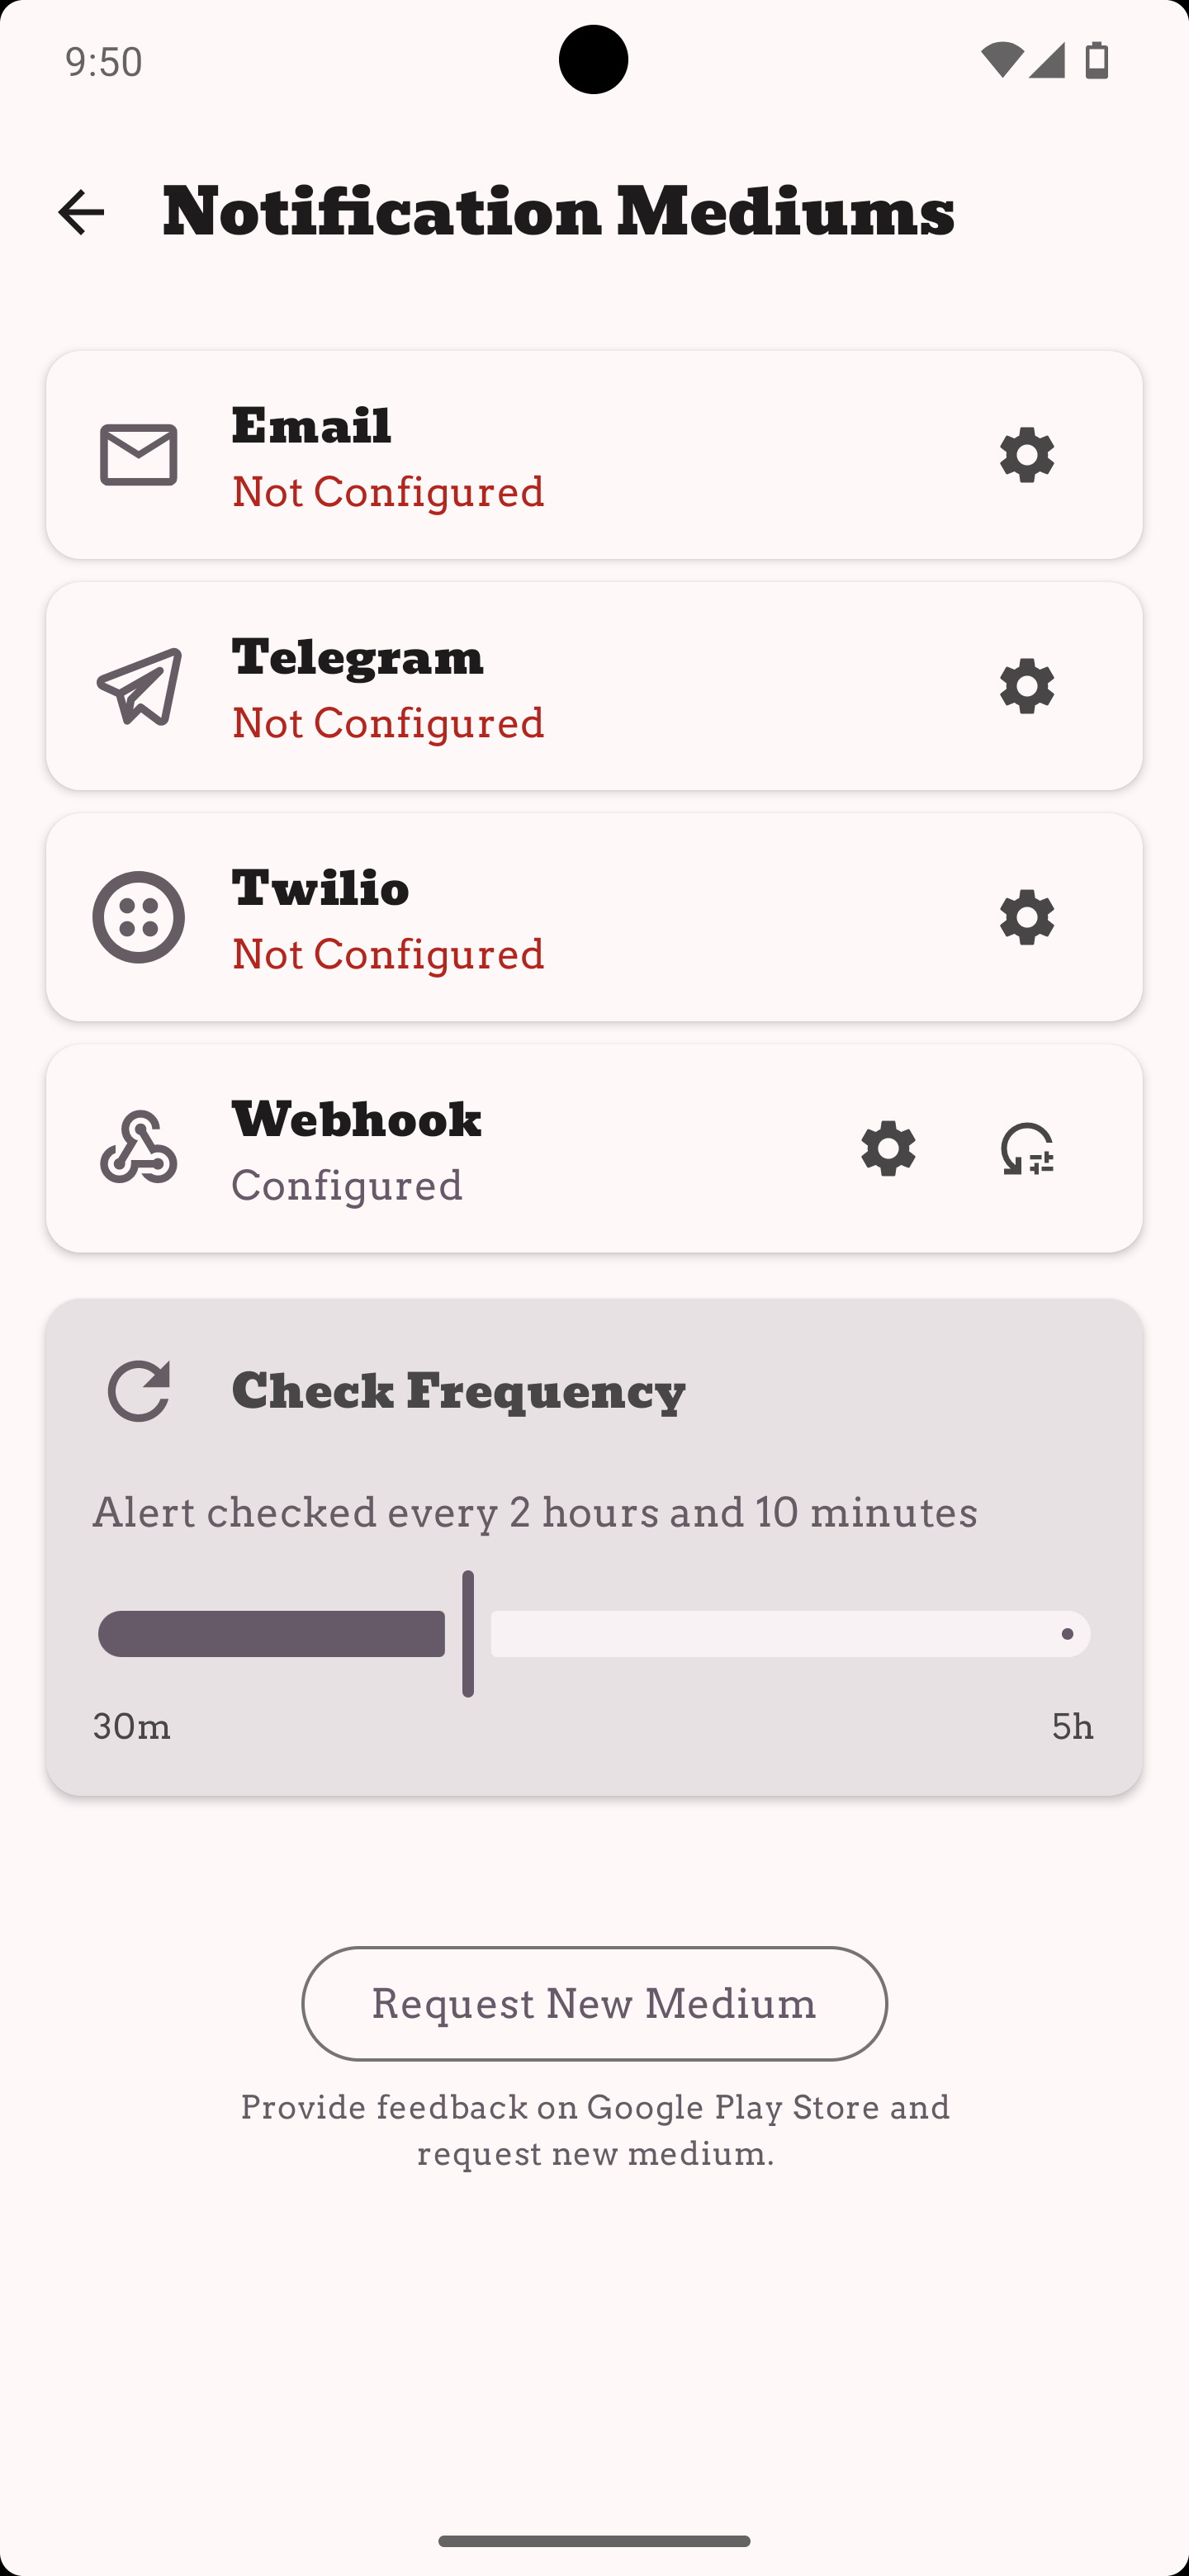 9:50
Notification Mediums
Email
Not Configured
Telegram
Not Configured
Twilio
Not Configured
Webhook
Configured
Check Frequency
Alert checked every 2 hours and 10 minutes
30m 5h
Request New Medium
Provide feedback on Google Play Store and
request new medium.